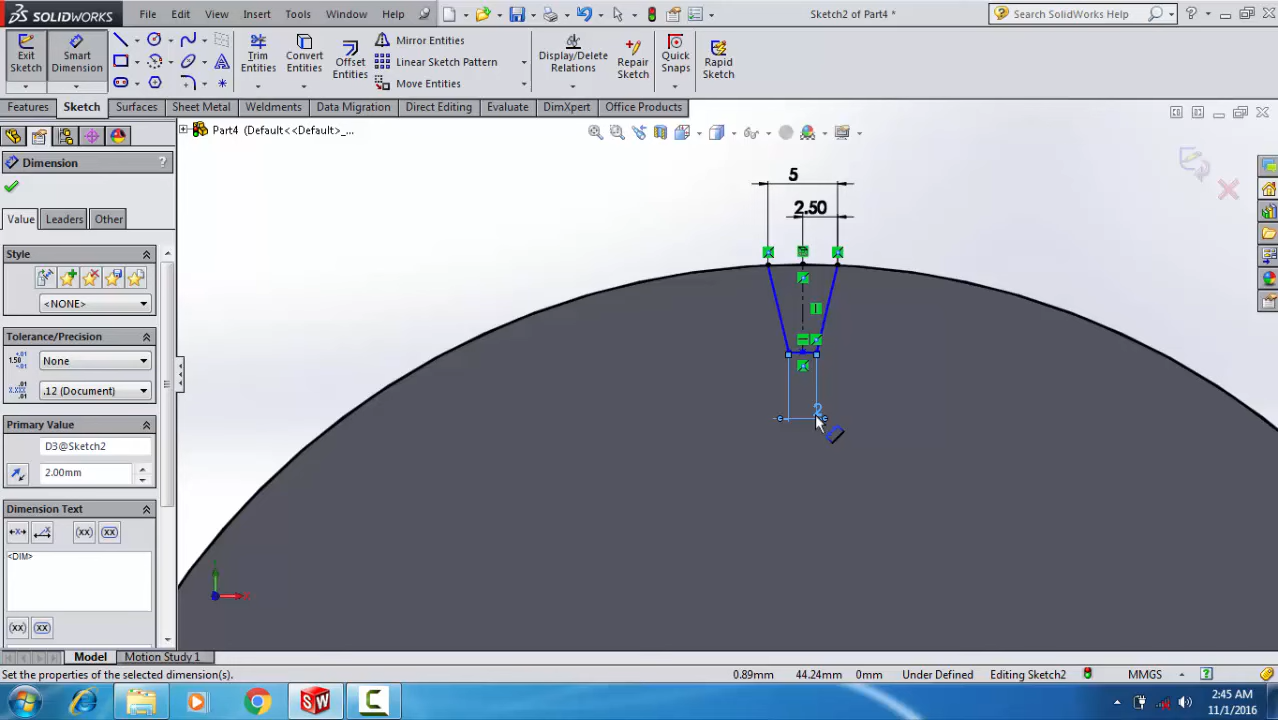 SOLIDWORKS File Edit View Insert Tools Window Help Sketch2 of Part4 * Search SolidWorks Help
Exit Sketch
Smart Dimension
Trim Entities
Convert Entities
Offset Entities
Mirror Entities
Linear Sketch Pattern
Move Entities
Display/Delete Relations
Repair Sketch
Quick Snaps
Rapid Sketch
Features Sketch Surfaces Sheet Metal Weldments Data Migration Direct Editing Evaluate DimXpert Office Products
Part4 (Default<<Default>_...
Dimension ?
Value Leaders Other
Style
<NONE>
Tolerance/Precision
None
.12 (Document)
Primary Value
D3@Sketch2
2.00mm
Dimension Text
(xx) (xx)
<DIM>
(xx) (xx)
5
2.50
2
Model Motion Study 1
Set the properties of the selected dimension(s). 0.89mm 44.24mm 0mm Under Defined Editing Sketch2 MMGS
2:45 AM
11/1/2016